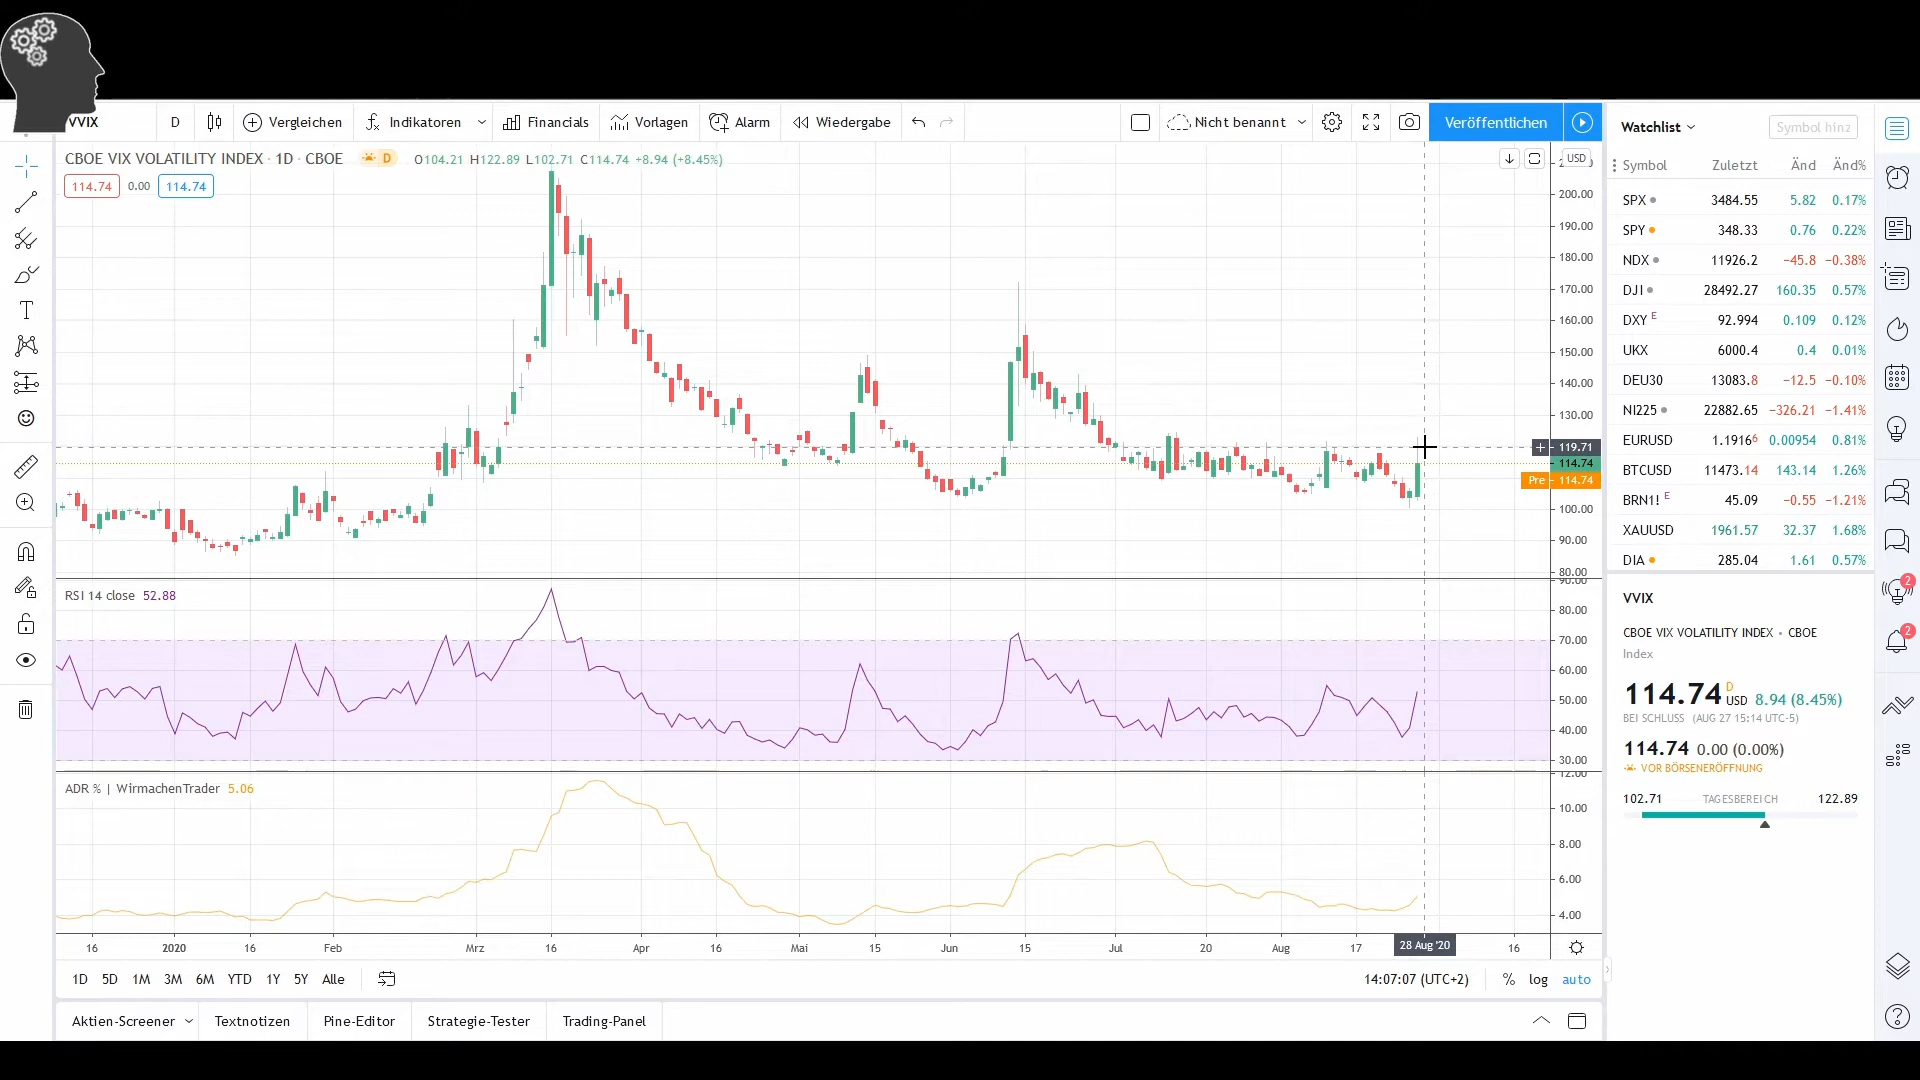 VVIX D Vergleichen Indikatoren Financials Vorlagen Alarm Wiedergabe Nicht benannt Veröffentlichen
CBOE VIX VOLATILITY INDEX · 1D · CBOE D O104.21 H122.89 L102.71 C114.74 +8.94 (+8.45%) USD
114.74 0.00 114.74
200.00
190.00
180.00
170.00
160.00
150.00
140.00
130.00
119.71
114.74
Pre 114.74
100.00
90.00
80.00
RSI 14 close 52.88
90.00
80.00
70.00
60.00
50.00
40.00
30.00
ADR % | WirmachenTrader 5.06
12.00
10.00
8.00
6.00
4.00
16 2020 16 Feb Mrz 16 Apr 16 Mai 15 Jun 15 Jul 20 Aug 17 28 Aug '20 16
1D 5D 1M 3M 6M YTD 1Y 5Y Alle 14:07:07 (UTC+2) % log auto
Aktien-Screener Textnotizen Pine-Editor Strategie-Tester Trading-Panel
Watchlist Symbol hinz
Symbol Zuletzt Änd Änd%
SPX 3484.55 5.82 0.17%
SPY 348.33 0.76 0.22%
NDX 11926.2 −45.8 −0.38%
DJI 28492.27 160.35 0.57%
DXY E 92.994 0.109 0.12%
UKX 6000.4 0.4 0.01%
DEU30 13083.8 −12.5 −0.10%
NI225 22882.65 −326.21 −1.41%
EURUSD 1.19166 0.00954 0.81%
BTCUSD 11473.14 143.14 1.26%
BRN1! E 45.09 −0.55 −1.21%
XAUUSD 1961.57 32.37 1.68%
DIA 285.04 1.61 0.57%
VVIX
CBOE VIX VOLATILITY INDEX • CBOE
Index
114.74 D USD 8.94 (8.45%)
BEI SCHLUSS (AUG 27 15:14 UTC-5)
114.74 0.00 (0.00%)
VOR BÖRSENERÖFFNUNG
102.71 TAGESBEREICH 122.89
2
2